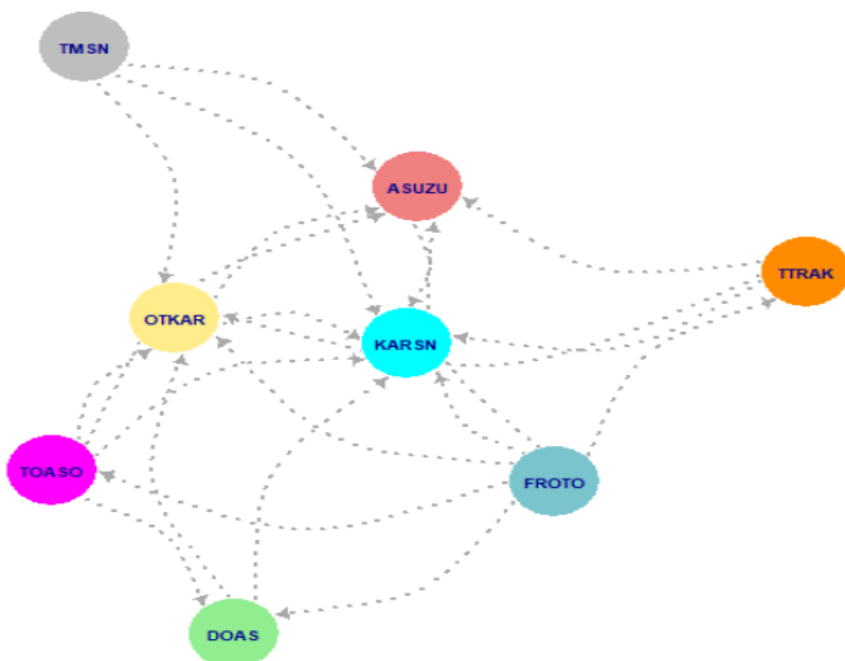 TMSN
ASUZU
TTRAK
OTKAR
KARSN
TOASO
FROTO
DOAS